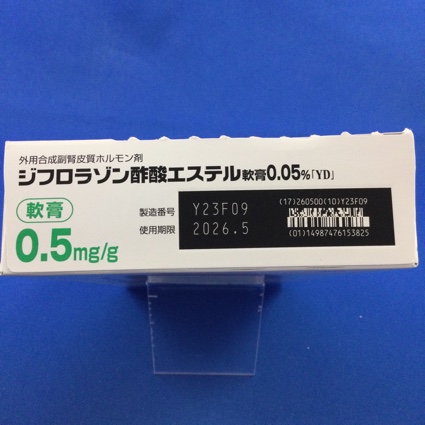 外用合成副腎皮質ホルモン剤
ジフロラゾン酢酸エステル軟膏0.05%「YD」
軟膏
0.5mg/g
製造番号 Y23F09
使用期限 2026.5
(17)260500(10)Y23F09
(01)14987476153825